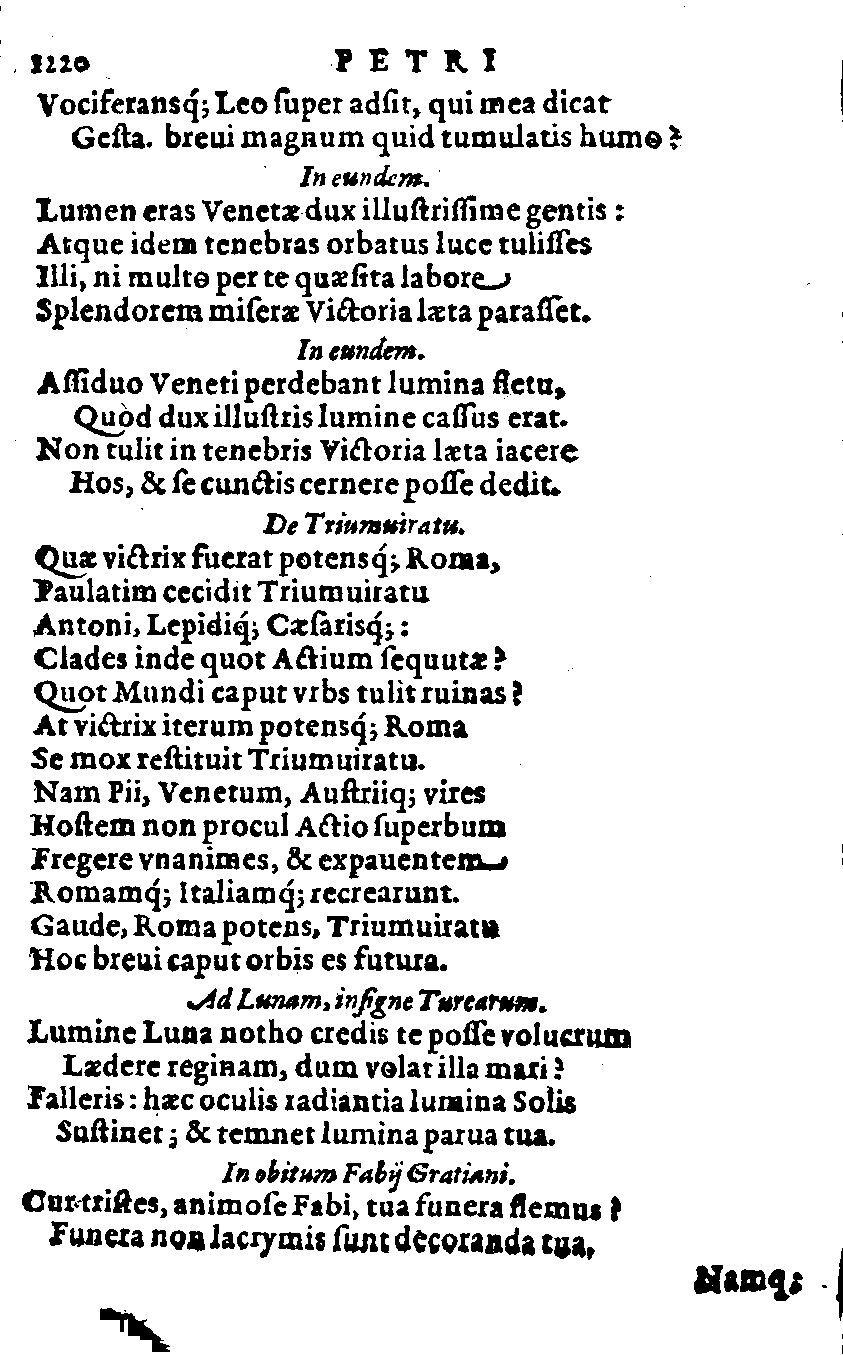 1220 PETRI
Vociferansq́; Leo ſuper adſit, qui mea dicat
Geſta. breui magnum quid tumulatis humo?
In eundem.
Lumen eras Venetæ dux illuſtriſſime gentis:
Atque idem tenebras orbatus luce tuliſſes
Illi, ni multo per te quæſita labore
Splendorem miſeræ Victoria læta paraſſet.
In eundem.
Aſſiduo Veneti perdebant lumina fletu,
Quòd dux illuſtris lumine caſſus erat.
Non tulit in tenebris Victoria læta iacere
Hos, & ſe cunctis cernere poſſe dedit.
De Triumuiratu.
Quæ victrix fuerat potensq́; Roma,
Paulatim cecidit Triumuiratu
Antoni, Lepidiq́; Cæſarisq́;:
Clades inde quot Actium ſequutæ?
Quot Mundi caput vrbs tulit ruinas?
At victrix iterum potensq́; Roma
Se mox reſtituit Triumuiratu.
Nam Pii, Venetum, Auſtriiq; vires
Hoſtem non procul Actio ſuperbum
Fregere vnanimes, & expauentem
Romamq́; Italiamq́; recrearunt.
Gaude, Roma potens, Triumuiratu
Hoc breui caput orbis es futura.
Ad Lunam, inſigne Turcarum.
Lumine Luna notho credis te poſſe volucrum
Lædere reginam, dum volat illa mari?
Falleris: hæc oculis radiantia lumina Solis
Suſtinet; & temnet lumina parua tua.
In obitum Fabij Gratiani.
Cur triſtes, animoſe Fabi, tua funera flemus?
Funera non lacrymis ſunt decoranda tua,
Namq;